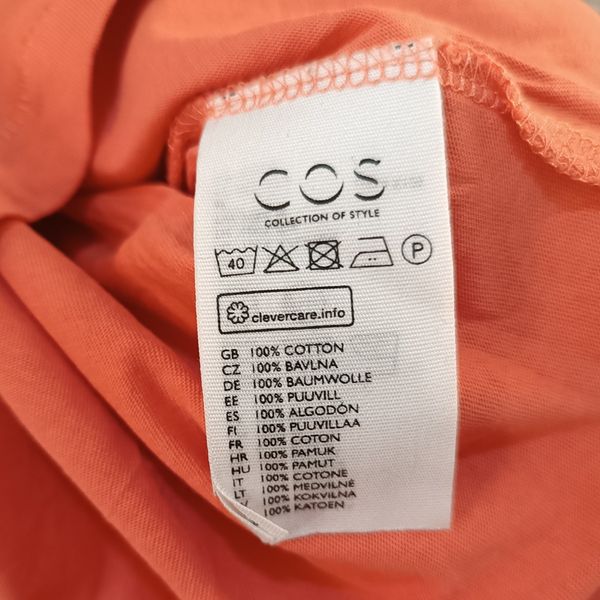 COS
COLLECTION OF STYLE
40 P
clevercare.info
GB 100% COTTON
CZ 100% BAVLNA
DE 100% BAUMWOLLE
EE 100% PUUVILL
ES 100% ALGODÓN
FI 100% PUUVILLAA
FR 100% COTON
HR 100% PAMUK
HU 100% PAMUT
IT 100% COTONE
LT 100% MEDVILNĖ
100% KOKVILNA
100% KATOEN